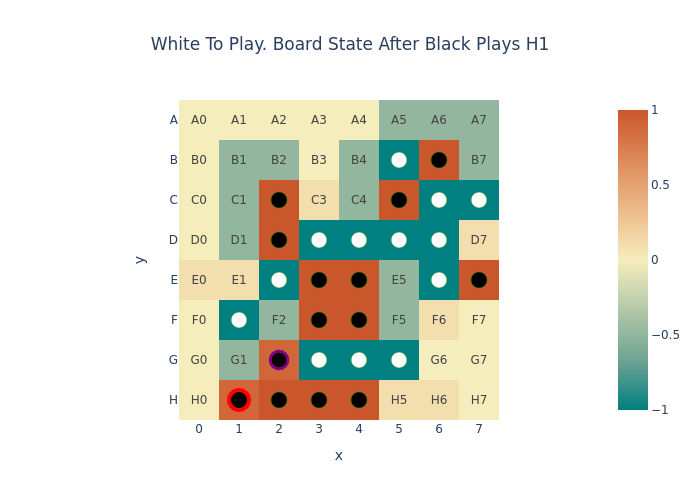 White To Play. Board State After Black Plays H1
A A0 A1 A2 A3 A4 A5 A6 A7 1
B B0 B1 B2 B3 B4 B7
C C0 C1 C3 C4 0.5
D D0 D1 D7
y 0
E E0 E1 E5
F F0 F2 F5 F6 F7 −0.5
G G0 G1 G6 G7
H H0 H5 H6 H7 −1
0 1 2 3 4 5 6 7
x